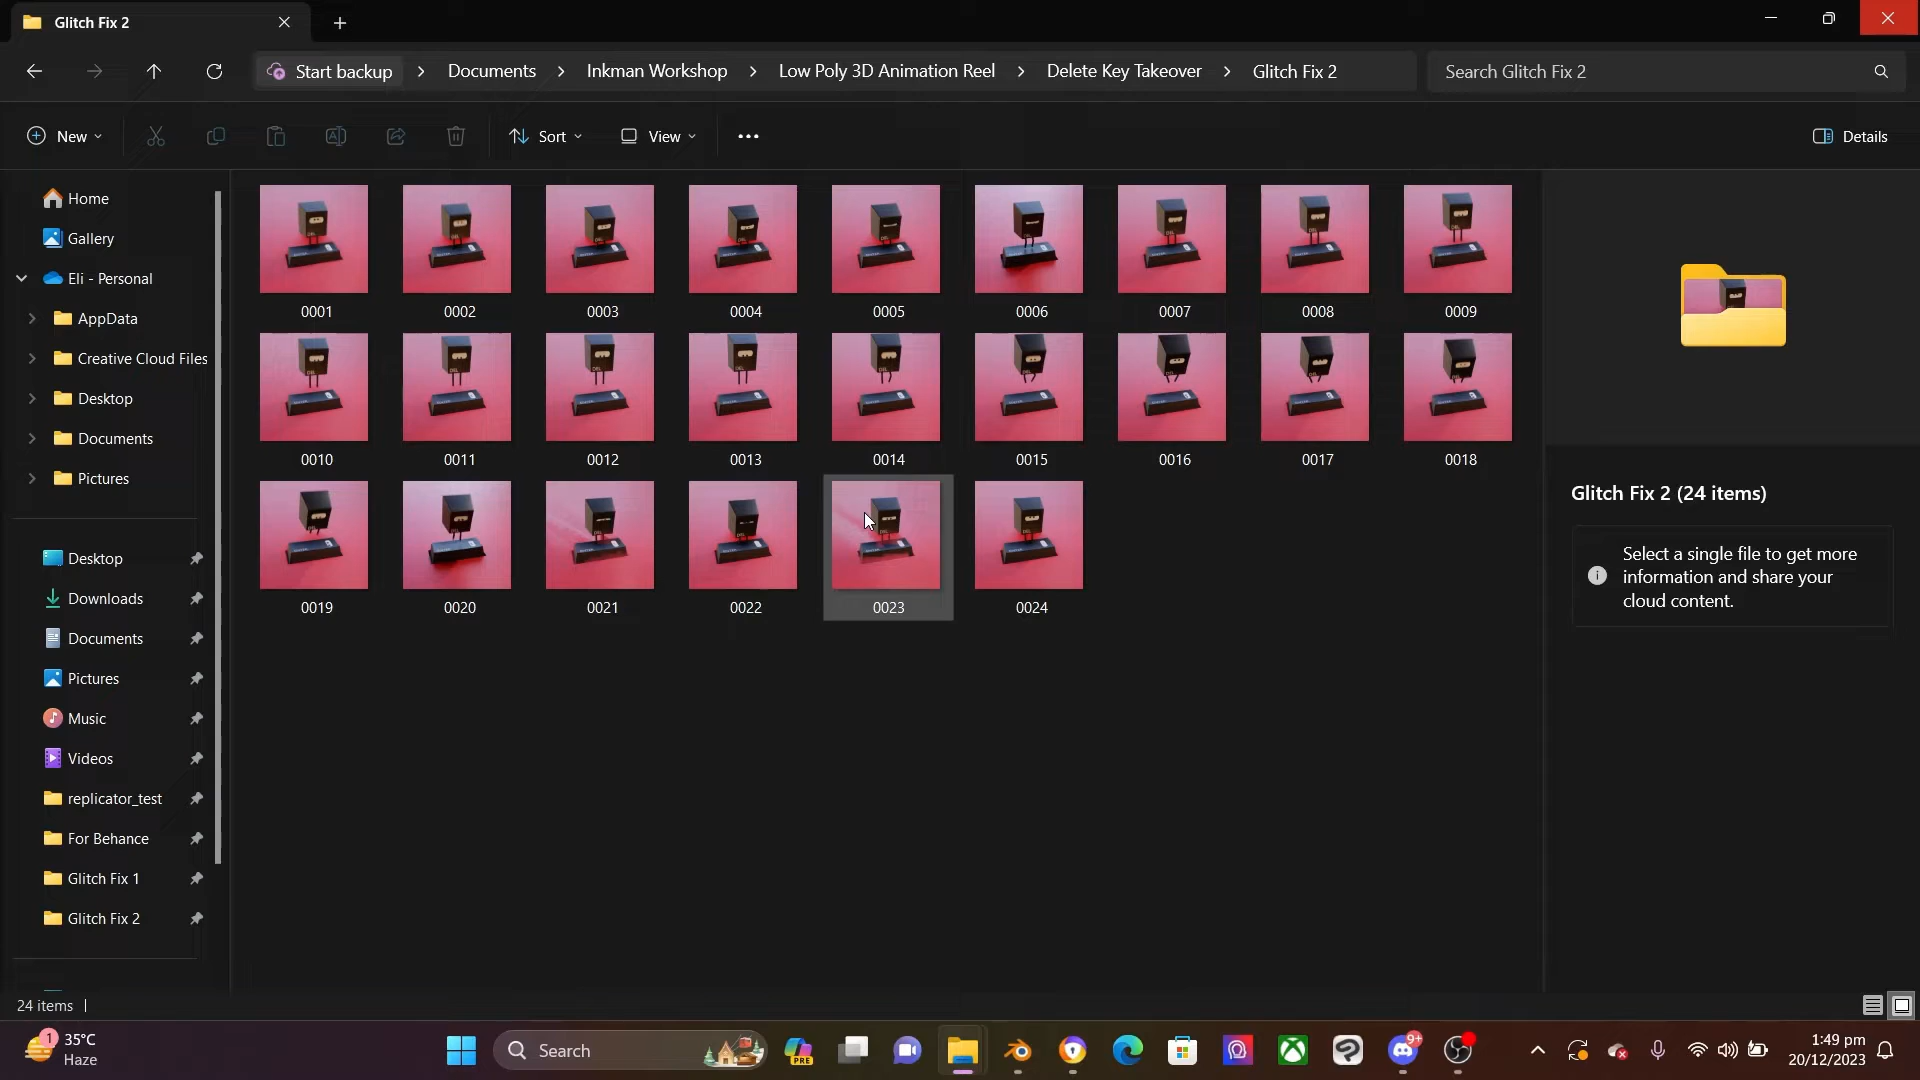 Glitch Fix 2
Start backup > Documents > Inkman Workshop > Low Poly 3D Animation Reel > Delete Key Takeover > Glitch Fix 2
Search Glitch Fix 2
New
Sort
View
Details
Home
Gallery
Eli - Personal
AppData
Creative Cloud Files
Desktop
Documents
Pictures
Desktop
Downloads
Documents
Pictures
Music
Videos
replicator_test
For Behance
Glitch Fix 1
Glitch Fix 2
0001 0002 0003 0004 0005 0006 0007 0008 0009
0010 0011 0012 0013 0014 0015 0016 0017 0018
0019 0020 0021 0022 0023 0024
Glitch Fix 2 (24 items)
Select a single file to get more
information and share your
cloud content.
24 items
1
35°C
Haze
Search
PRE
9+
1:49 pm
20/12/2023